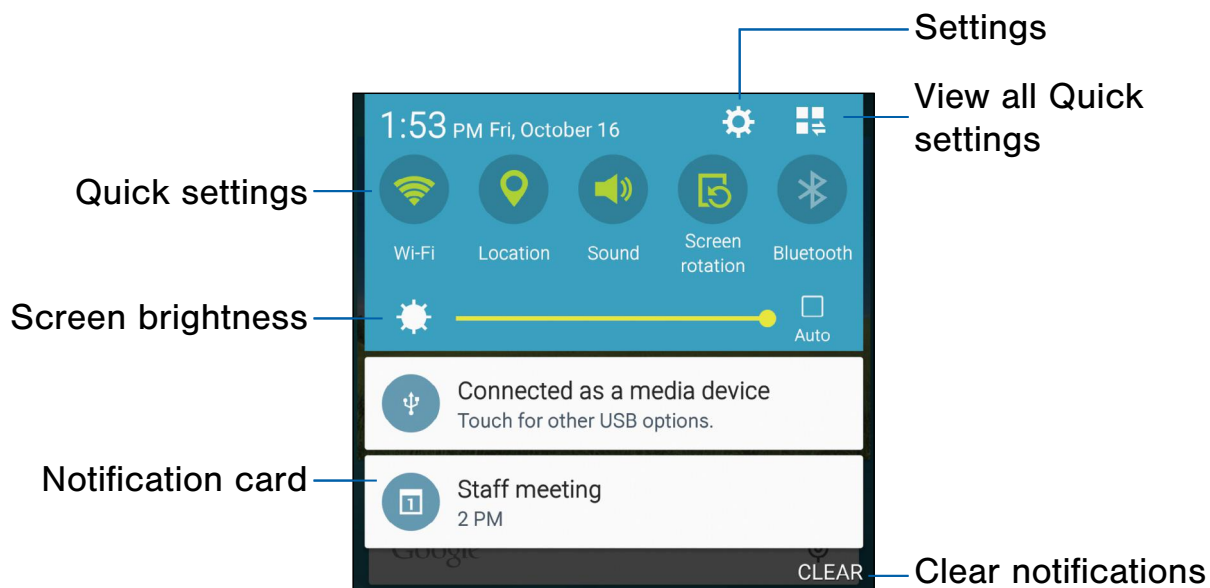 Settings
View all Quick
settings
1:53 PM Fri, October 16
Quick settings
Wi-Fi
Location
Sound
Screen
rotation
Bluetooth
Screen brightness
Auto
Connected as a media device
Touch for other USB options.
Notification card
1
Staff meeting
2 PM
Google
CLEAR
Clear notifications